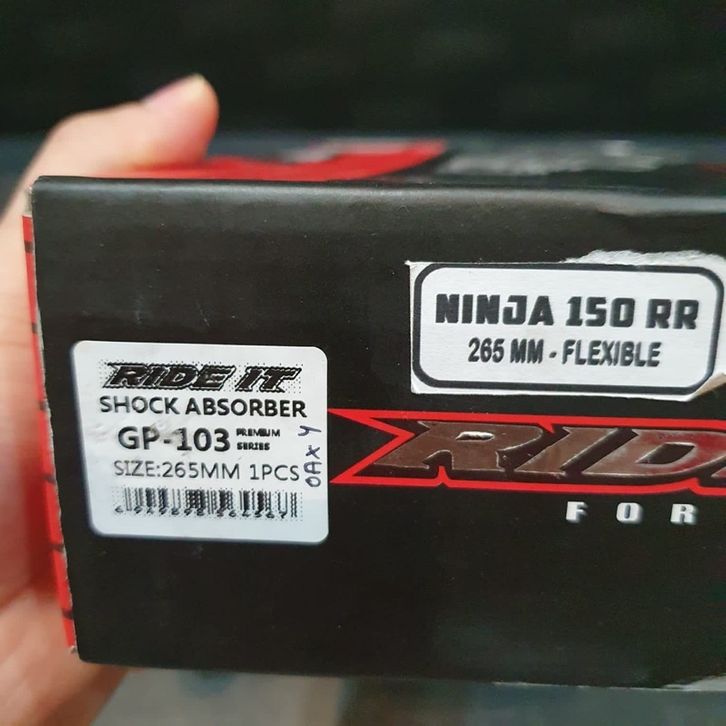 NINJA 150 RR
265 MM - FLEXIBLE
RIDE IT
SHOCK ABSORBER
GP-103 PREMIUM SERIES
SIZE:265MM 1PCS
FOR